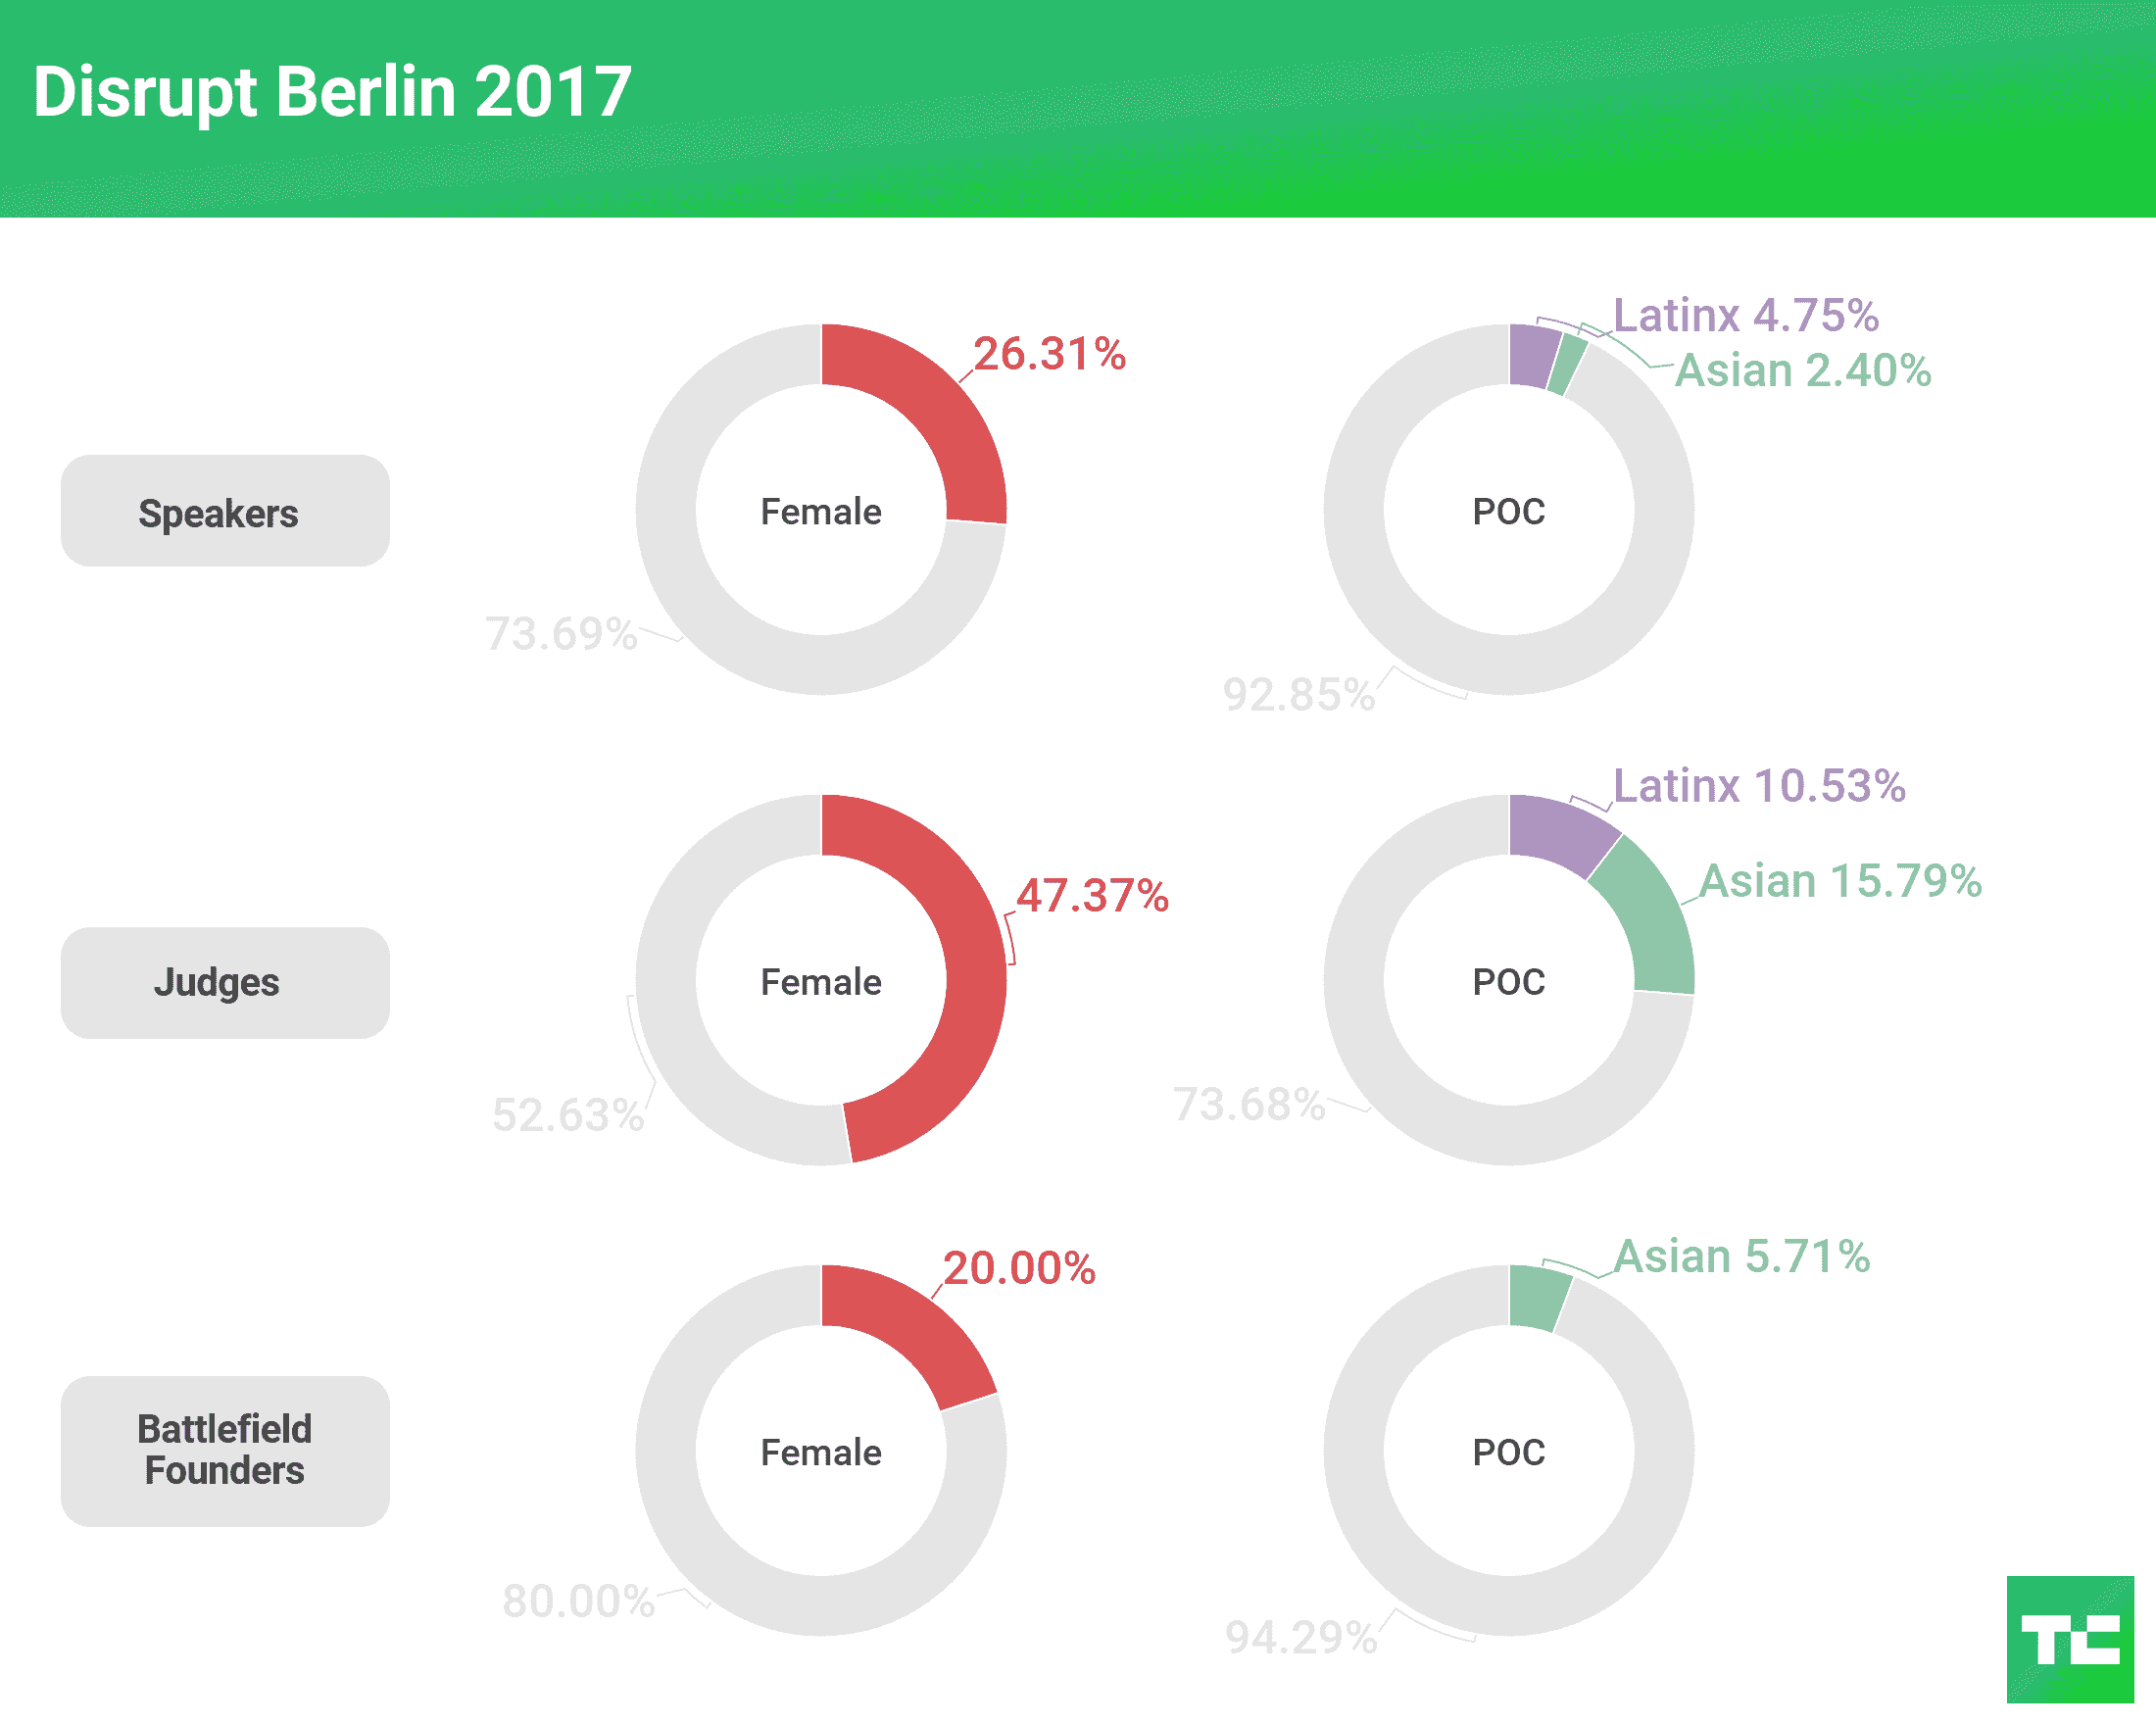 Disrupt Berlin 2017
Speakers
Female
26.31%
73.69%
POC
Latinx 4.75%
Asian 2.40%
92.85%
Judges
Female
47.37%
52.63%
POC
Latinx 10.53%
Asian 15.79%
73.68%
Battlefield
Founders
Female
20.00%
80.00%
POC
Asian 5.71%
94.29%
TC